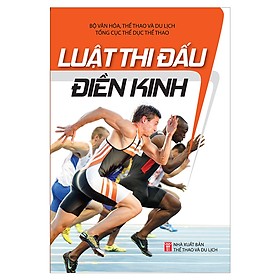 BỘ VĂN HÓA, THỂ THAO VÀ DU LỊCH
TỔNG CỤC THỂ DỤC THỂ THAO
LUẬT THI ĐẤU
ĐIỀN KINH
NHÀ XUẤT BẢN
THỂ THAO VÀ DU LỊCH